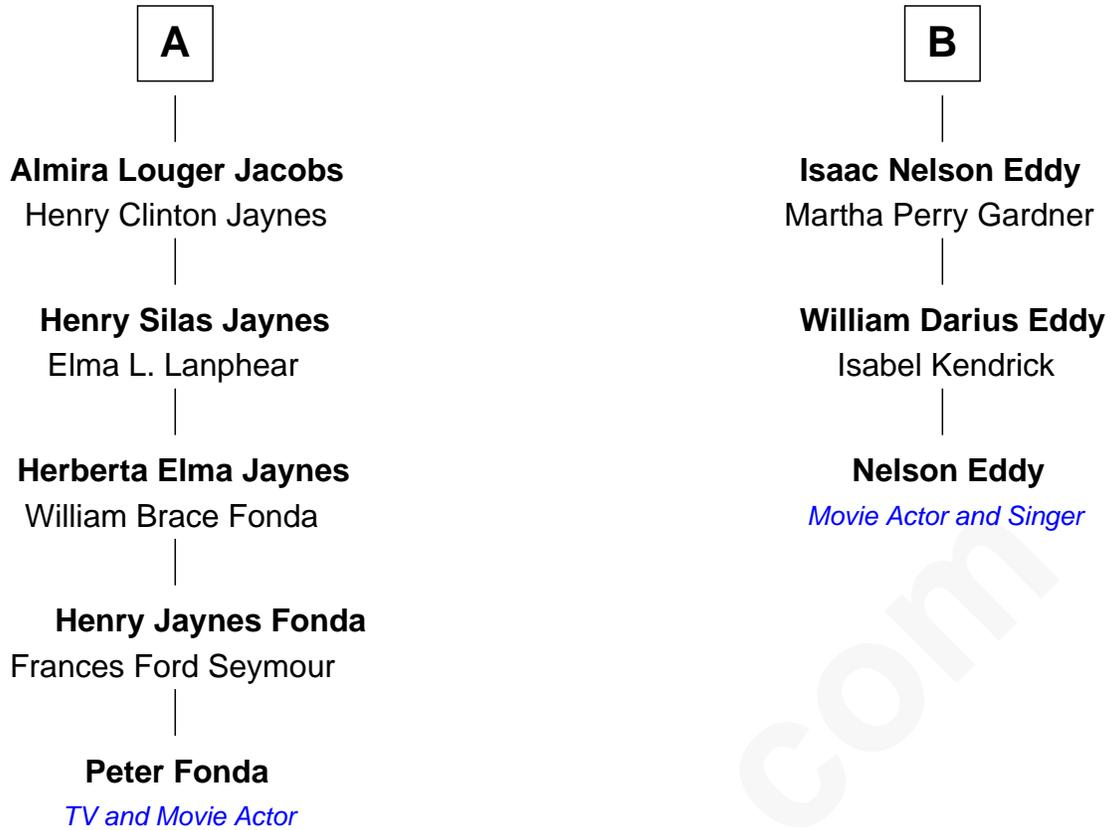 A
Almira Louger Jacobs
Henry Clinton Jaynes
Henry Silas Jaynes
Elma L. Lanphear
Herberta Elma Jaynes
William Brace Fonda
Henry Jaynes Fonda
Frances Ford Seymour
Peter Fonda
TV and Movie Actor
B
Isaac Nelson Eddy
Martha Perry Gardner
William Darius Eddy
Isabel Kendrick
Nelson Eddy
Movie Actor and Singer
com